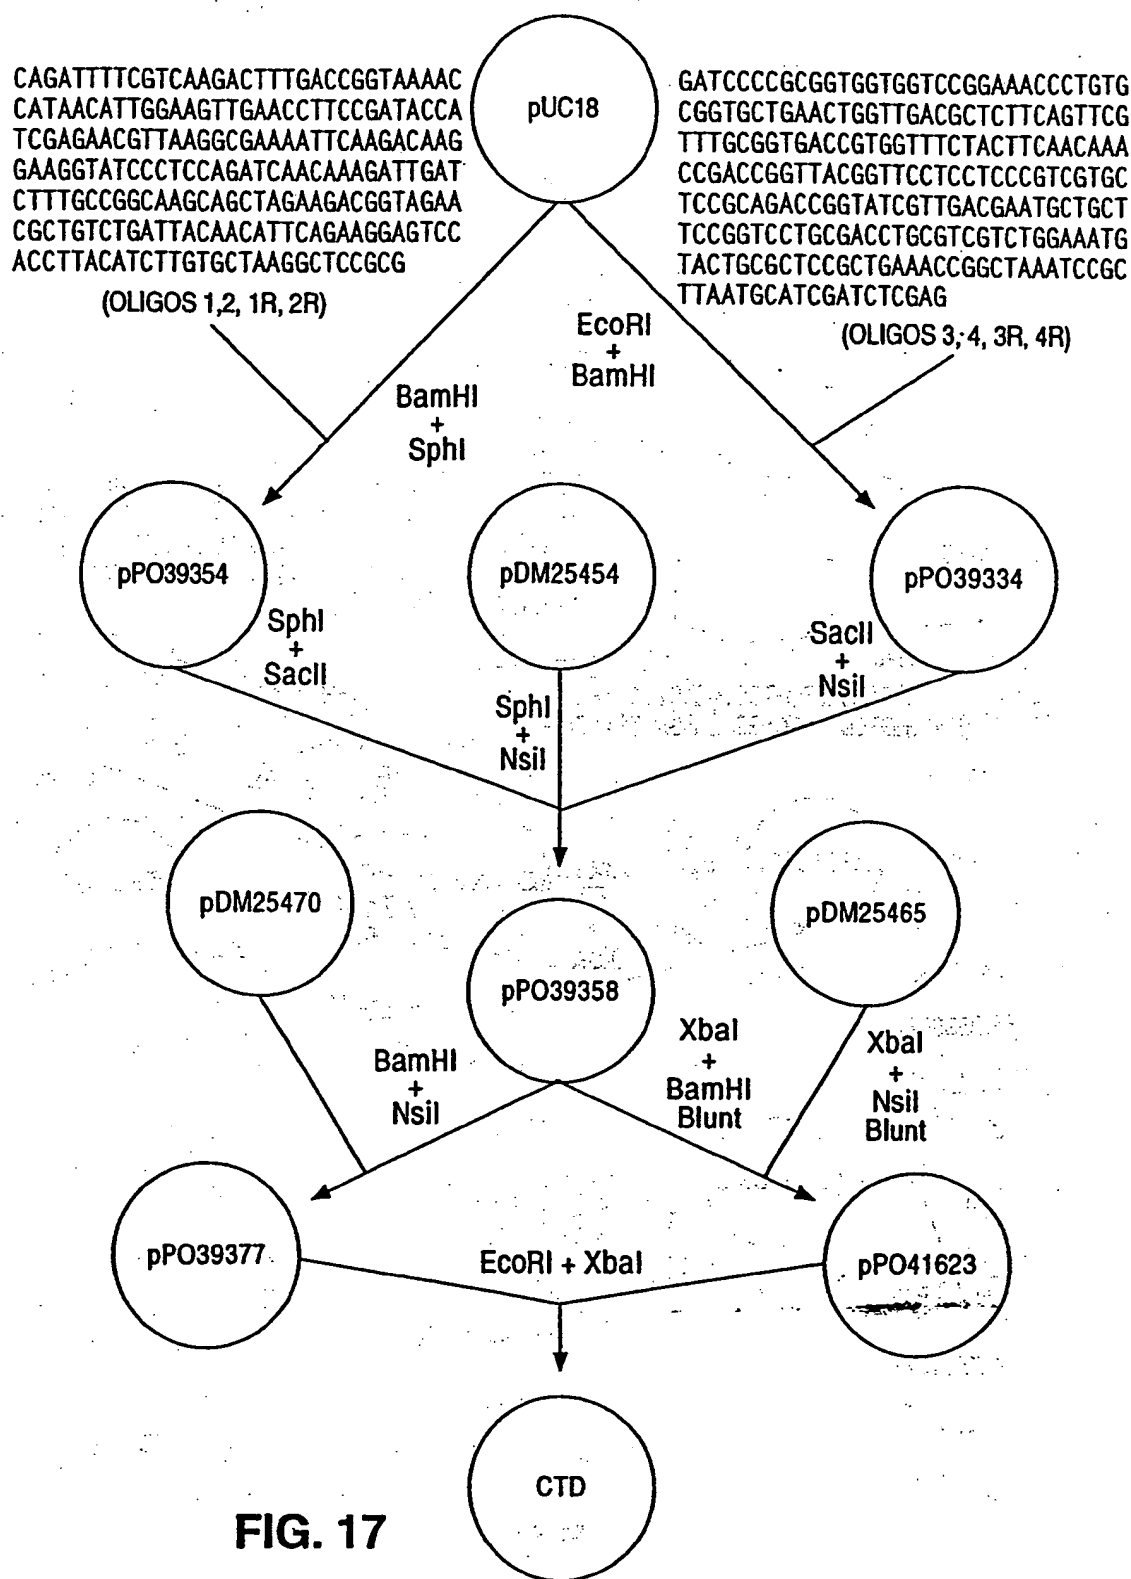 CAGATTTTCGTCAAGACTTTGACCGGTAAAAC
CATAACATTGGAAGTTGAACCTTCCGATACCA
TCGAGAACGTTAAGGCGAAAATTCAAGACAAG
GAAGGTATCCCTCCAGATCAACAAAGATTGAT
CTTTGCCGGCAAGCAGCTAGAAGACGGTAGAA
CGCTGTCTGATTACAACATTCAGAAGGAGTCC
ACCTTACATCTTGTGCTAAGGCTCCGCG
(OLIGOS 1,2, 1R, 2R)
pUC18
GATCCCCGCGGTGGTGGTCCGGAAACCCTGTG
CGGTGCTGAACTGGTTGACGCTCTTCAGTTCG
TTTGCGGTGACCGTGGTTTCTACTTCAACAAA
CCGACCGGTTACGGTTCCTCCTCCCGTCGTGC
TCCGCAGACCGGTATCGTTGACGAATGCTGCT
TCCGGTCCTGCGACCTGCGTCGTCTGGAAATG
TACTGCGCTCCGCTGAAACCGGCTAAATCCGC
TTAATGCATCGATCTCGAG
(OLIGOS 3, 4, 3R, 4R)
EcoRI
+
BamHI
BamHI
+
SphI
pPO39354
pDM25454
pPO39334
SphI
+
SacII
SphI
+
NsiI
SacII
+
NsiI
pDM25470
pPO39358
pDM25465
BamHI
+
NsiI
XbaI
+
BamHI
Blunt
XbaI
+
NsiI
Blunt
pPO39377
EcoRI + XbaI
pPO41623
CTD
FIG. 17